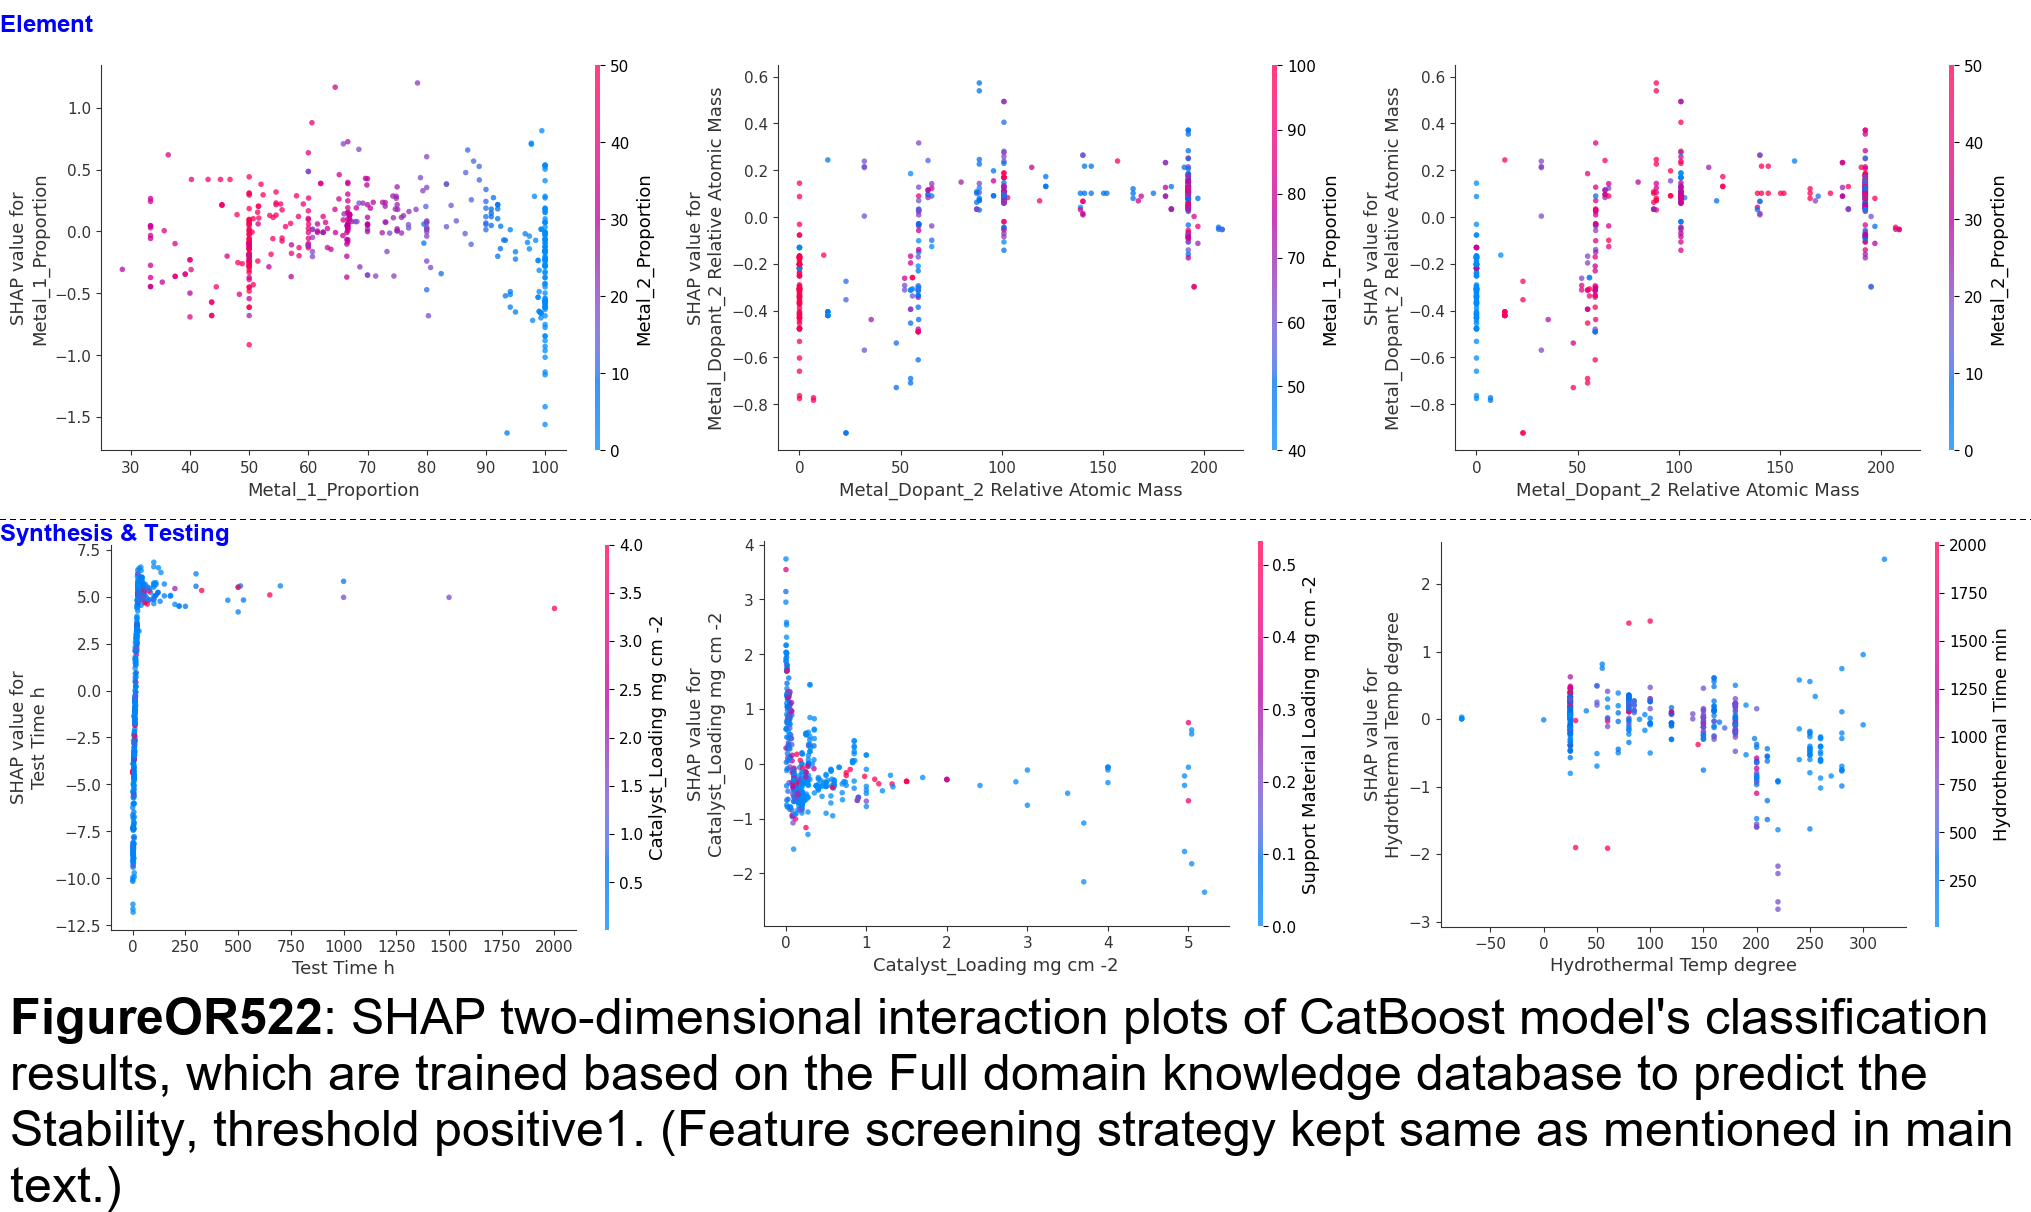 Element
1.0
0.5
0.0
−0.5
−1.0
−1.5
30 40 50 60 70 80 90 100
Metal_1_Proportion
SHAP value for
Metal_1_Proportion
50
40
30
20
10
0
Metal_2_Proportion
0.6
0.4
0.2
0.0
−0.2
−0.4
−0.6
−0.8
0 50 100 150 200
Metal_Dopant_2 Relative Atomic Mass
SHAP value for
Metal_Dopant_2 Relative Atomic Mass
100
90
80
70
60
50
40
Metal_1_Proportion
0.6
0.4
0.2
0.0
−0.2
−0.4
−0.6
−0.8
0 50 100 150 200
Metal_Dopant_2 Relative Atomic Mass
SHAP value for
Metal_Dopant_2 Relative Atomic Mass
50
40
30
20
10
0
Metal_2_Proportion
Synthesis & Testing
7.5
5.0
2.5
0.0
−2.5
−5.0
−7.5
−10.0
−12.5
0 250 500 750 1000 1250 1500 1750 2000
Test Time h
SHAP value for
Test Time h
4.0
3.5
3.0
2.5
2.0
1.5
1.0
0.5
Catalyst_Loading mg cm -2
4
3
2
1
0
−1
−2
0 1 2 3 4 5
Catalyst_Loading mg cm -2
SHAP value for
Catalyst_Loading mg cm -2
0.5
0.4
0.3
0.2
0.1
0.0
Support Material Loading mg cm -2
2
1
0
−1
−2
−3
−50 0 50 100 150 200 250 300
Hydrothermal Temp degree
SHAP value for
Hydrothermal Temp degree
2000
1750
1500
1250
1000
750
500
250
Hydrothermal Time min
FigureOR522: SHAP two-dimensional interaction plots of CatBoost model's classification
results, which are trained based on the Full domain knowledge database to predict the
Stability, threshold positive1. (Feature screening strategy kept same as mentioned in main
text.)